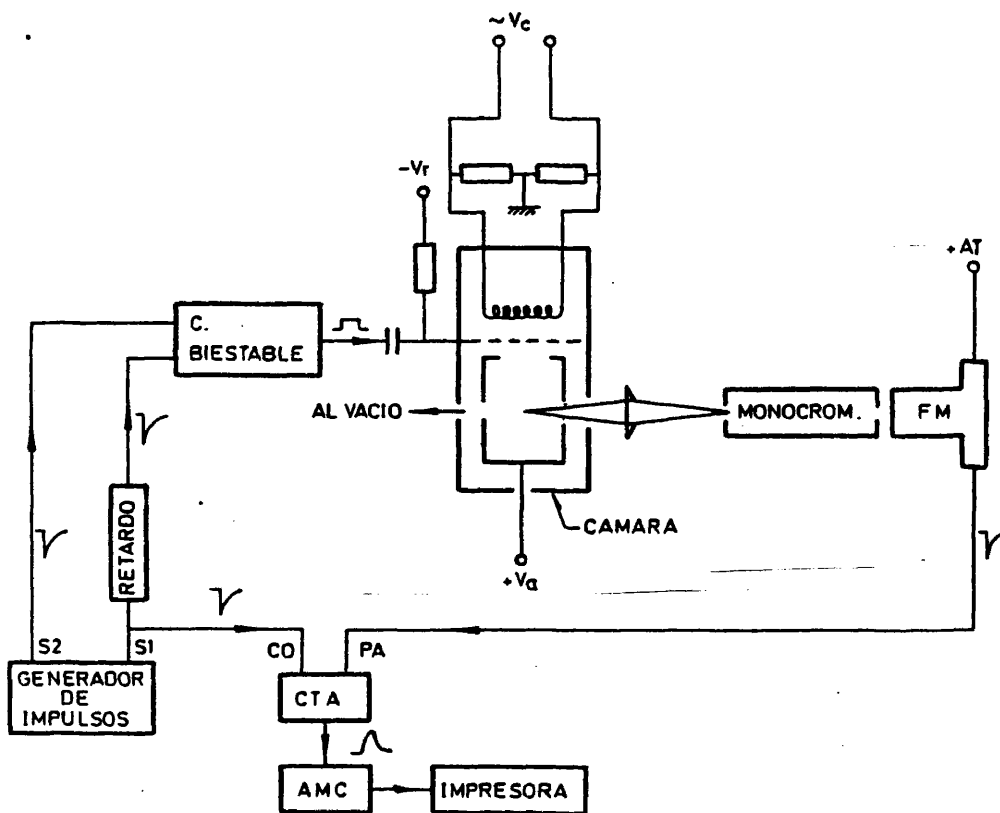 ~Vc
-Vr
+AT
C.
BIESTABLE
AL VACIO
MONOCROM.
FM
RETARDO
CAMARA
+Va
S2
S1
CO
PA
GENERADOR
DE
IMPULSOS
CTA
AMC
IMPRESORA